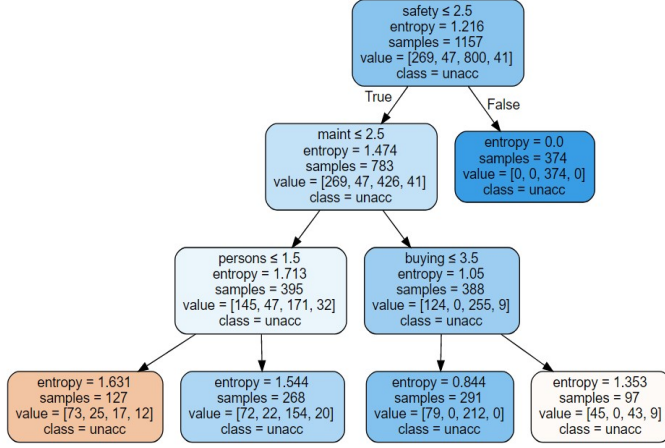 safety ≤ 2.5
entropy = 1.216
samples = 1157
value = [269, 47, 800, 41]
class = unacc
True
False
maint ≤ 2.5
entropy = 1.474
samples = 783
value = [269, 47, 426, 41]
class = unacc
entropy = 0.0
samples = 374
value = [0, 0, 374, 0]
class = unacc
persons ≤ 1.5
entropy = 1.713
samples = 395
value = [145, 47, 171, 32]
class = unacc
buying ≤ 3.5
entropy = 1.05
samples = 388
value = [124, 0, 255, 9]
class = unacc
entropy = 1.631
samples = 127
value = [73, 25, 17, 12]
class = acc
entropy = 1.544
samples = 268
value = [72, 22, 154, 20]
class = unacc
entropy = 0.844
samples = 291
value = [79, 0, 212, 0]
class = unacc
entropy = 1.353
samples = 97
value = [45, 0, 43, 9]
class = acc